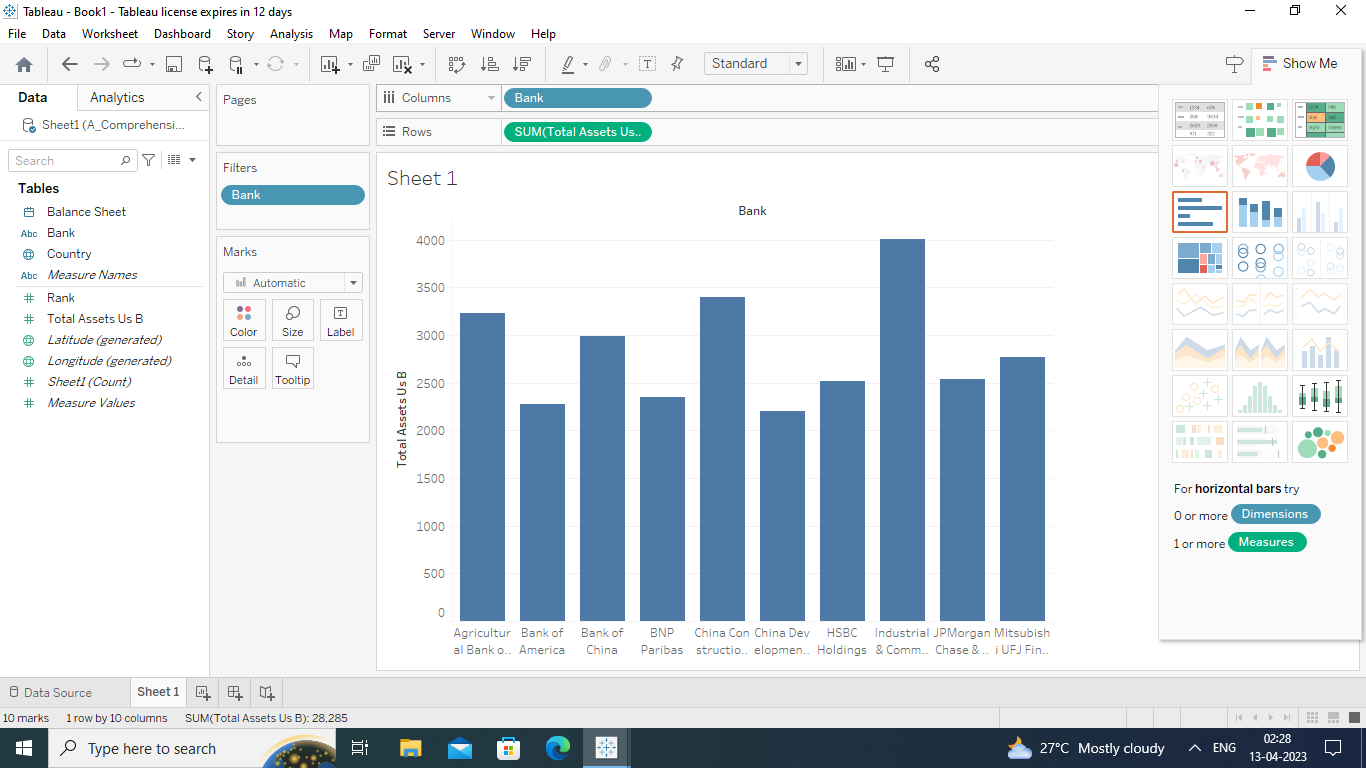 Tableau - Book1 - Tableau license expires in 12 days
File Data Worksheet Dashboard Story Analysis Map Format Server Window Help
Standard
Show Me
Data Analytics
Sheet1 (A_Comprehensi...
Search
Tables
Balance Sheet
Abc Bank
Country
Abc Measure Names
Rank
Total Assets Us B
Latitude (generated)
Longitude (generated)
Sheet1 (Count)
Measure Values
Pages
Filters
Bank
Marks
Automatic
Color Size Label
Detail Tooltip
Columns Bank
Rows SUM(Total Assets Us..
Sheet 1
Bank
Total Assets Us B
4000
3500
3000
2500
2000
1500
1000
500
0
Agricultur
al Bank o..
Bank of
America
Bank of
China
BNP
Paribas
China Con
structio..
China Dev
elopmen..
HSBC
Holdings
Industrial
& Comm..
JPMorgan
Chase & ..
Mitsubish
i UFJ Fin..
For horizontal bars try
0 or more Dimensions
1 or more Measures
Data Source Sheet 1
10 marks 1 row by 10 columns SUM(Total Assets Us B): 28,285
Type here to search
27°C Mostly cloudy
ENG
02:28
13-04-2023